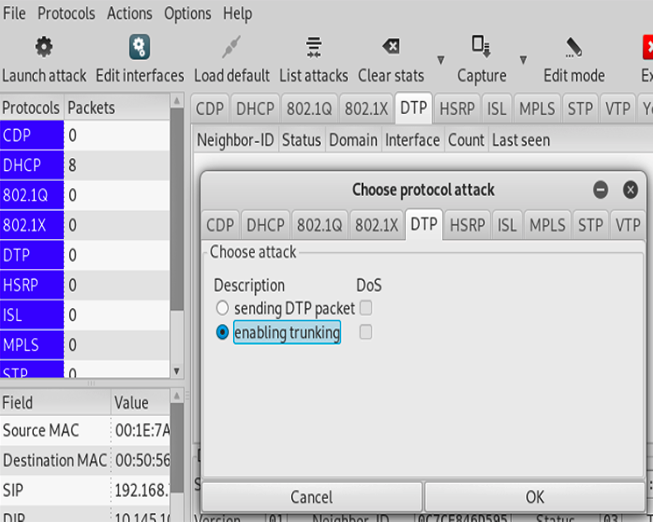 File Protocols Actions Options Help
Launch attack Edit interfaces Load default List attacks Clear stats Capture Edit mode Ex
Protocols Packets
CDP DHCP 802.1Q 802.1X DTP HSRP ISL MPLS STP VTP Y
Neighbor-ID Status Domain Interface Count Last seen
CDP 0
DHCP 8
802.1Q 0
802.1X 0
DTP 0
HSRP 0
ISL 0
MPLS 0
STP 0
Choose protocol attack
CDP DHCP 802.1Q 802.1X DTP HSRP ISL MPLS STP VTP
Choose attack
Description DoS
sending DTP packet
enabling trunking
Cancel OK
Field Value
Source MAC 00:1E:7A
Destination MAC 00:50:56
SIP 192.168.
DIP 10.145.10
Version 01 Neighbor-ID 0C7CE846D595 Status 03